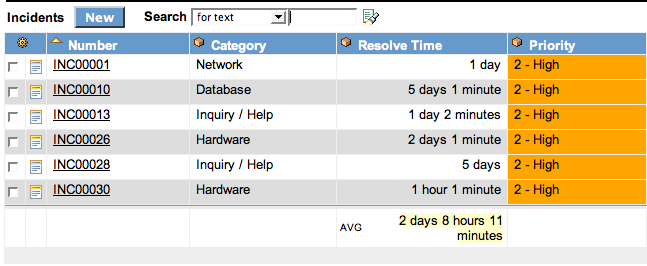 Incidents New Search for text
Number Category Resolve Time Priority
INC00001 Network 1 day 2 - High
INC00010 Database 5 days 1 minute 2 - High
INC00013 Inquiry / Help 1 day 2 minutes 2 - High
INC00026 Hardware 2 days 1 minute 2 - High
INC00028 Inquiry / Help 5 days 2 - High
INC00030 Hardware 1 hour 1 minute 2 - High
AVG 2 days 8 hours 11
minutes